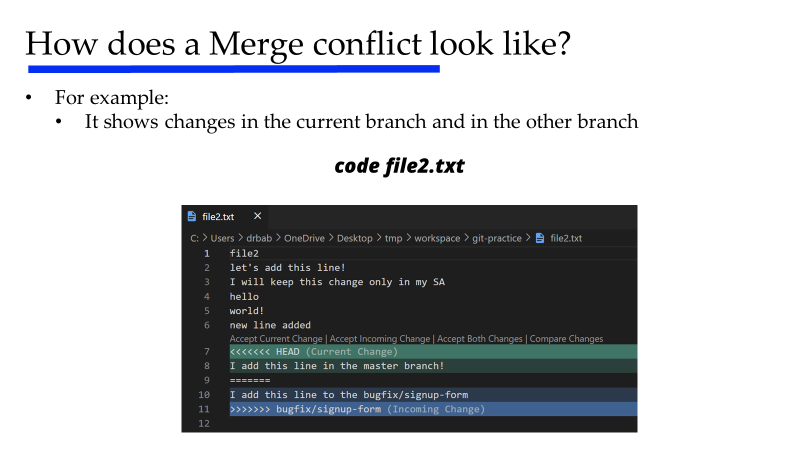 How does a Merge conflict look like?
• For example:
• It shows changes in the current branch and in the other branch
code file2.txt
file2.txt ×
C: > Users > drbab > OneDrive > Desktop > tmp > workspace > git-practice > file2.txt
1 file2
2 let's add this line!
3 I will keep this change only in my SA
4 hello
5 world!
6 new line added
Accept Current Change | Accept Incoming Change | Accept Both Changes | Compare Changes
7 <<<<<<< HEAD (Current Change)
8 I add this line in the master branch!
9 =======
10 I add this line to the bugfix/signup-form
11 >>>>>>> bugfix/signup-form (Incoming Change)
12